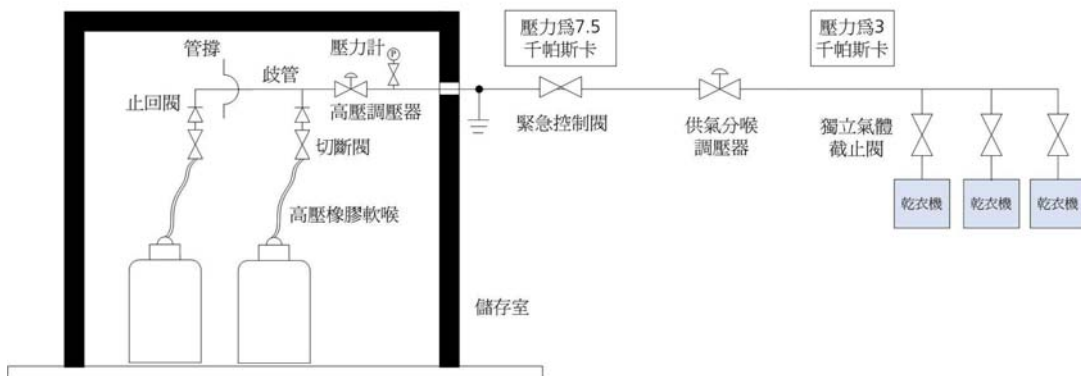 壓力爲7.5
千帕斯卡
壓力爲3
千帕斯卡
管撐
壓力計
P
歧管
止回閥
高壓調壓器
切斷閥
緊急控制閥
供氣分喉
調壓器
獨立氣體
截止閥
高壓橡膠軟喉
乾衣機
乾衣機
乾衣機
儲存室